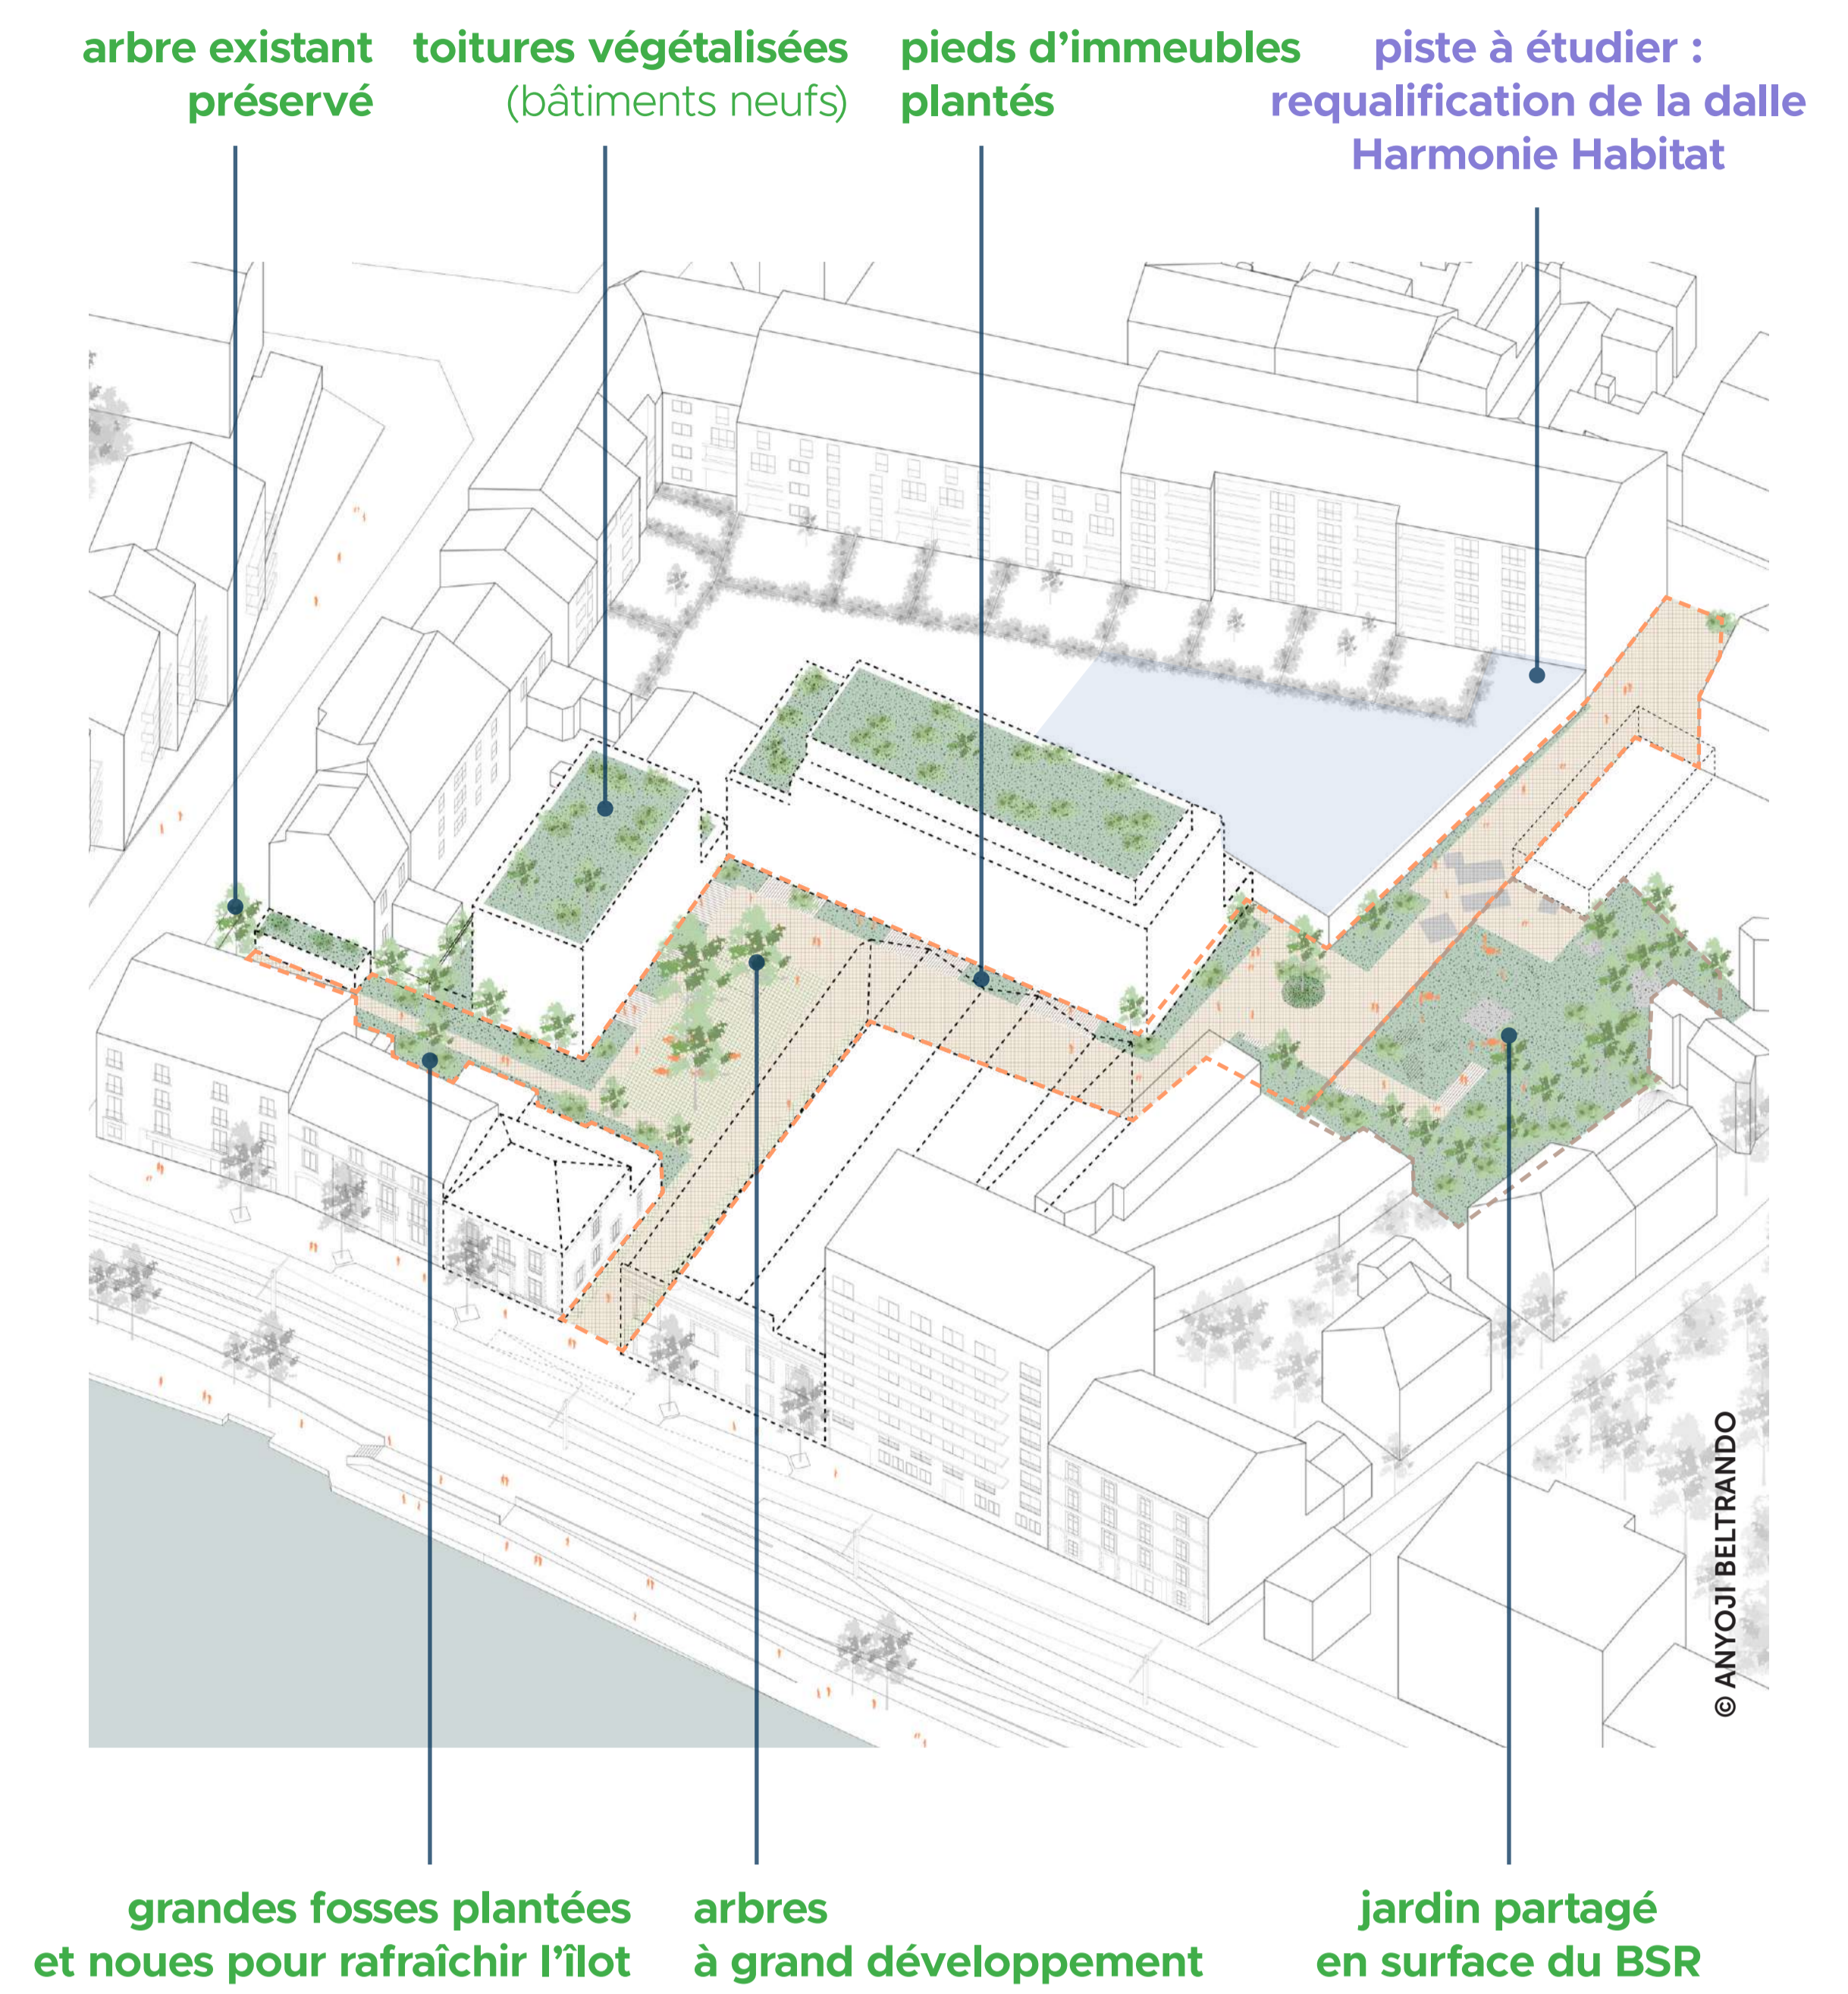 arbre existant
préservé
toitures végétalisées
(bâtiments neufs)
pieds d'immeubles
plantés
piste à étudier :
requalification de la dalle
Harmonie Habitat
© ANYOJI BELTRANDO
grandes fosses plantées
et noues pour rafraîchir l'îlot
arbres
à grand développement
jardin partagé
en surface du BSR